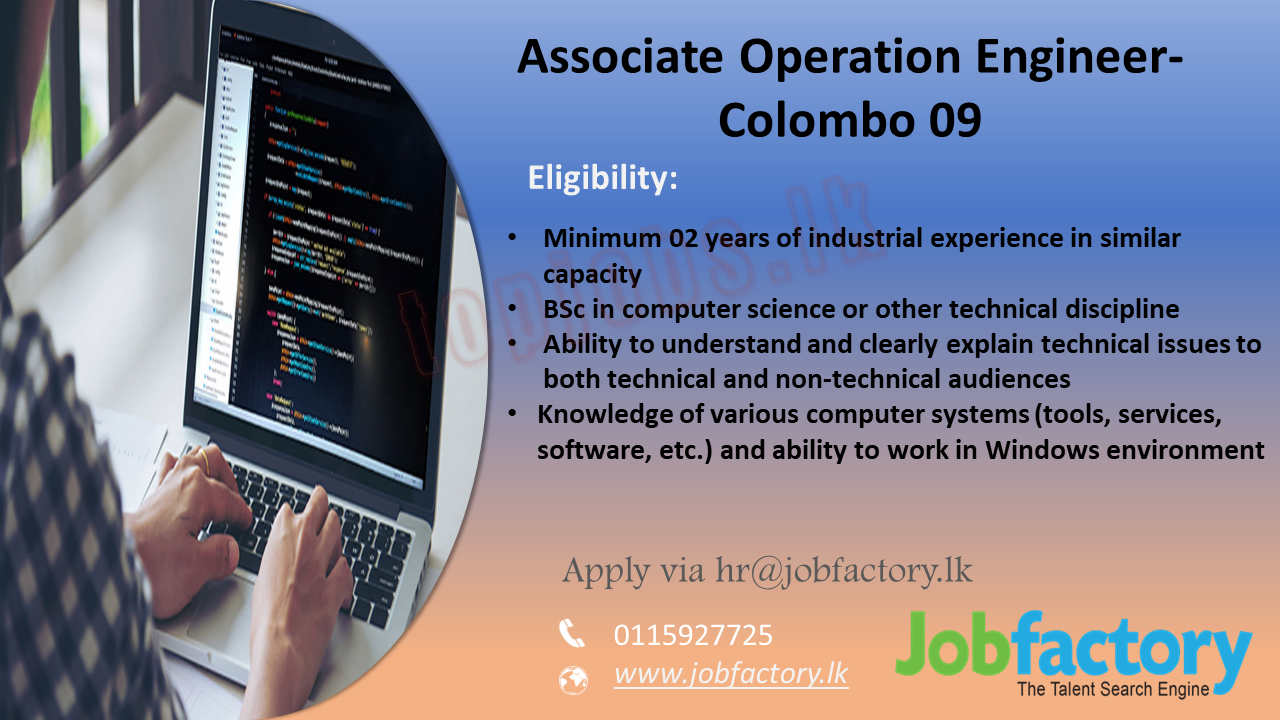 Associate Operation Engineer-
Colombo 09
Eligibility:
• Minimum 02 years of industrial experience in similar
capacity
• BSc in computer science or other technical discipline
• Ability to understand and clearly explain technical issues to
both technical and non-technical audiences
• Knowledge of various computer systems (tools, services,
software, etc.) and ability to work in Windows environment
topjobs.lk
Apply via hr@jobfactory.lk
0115927725
www.jobfactory.lk
Jobfactory
The Talent Search Engine